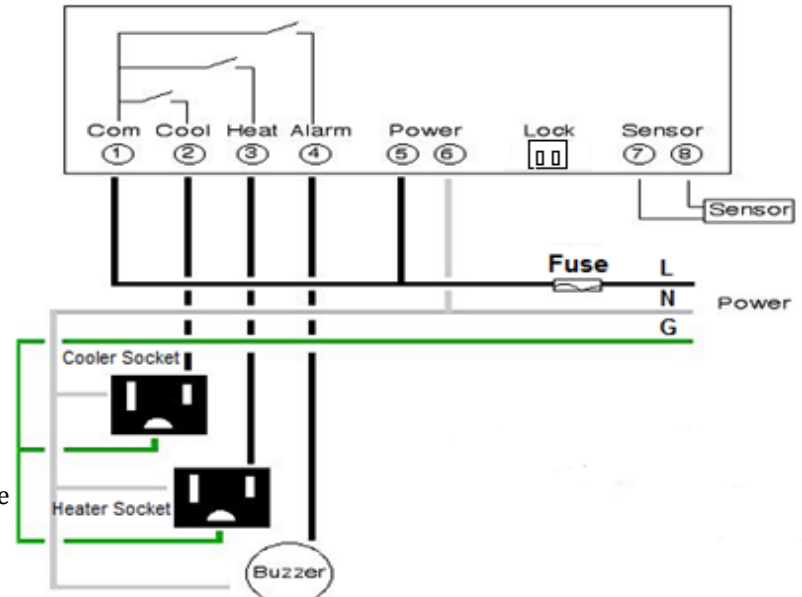 Com Cool Heat Alarm Power Lock Sensor
1 2 3 4 5 6 7 8
Sensor
Fuse L
N Power
G
Cooler Socket
e
Heater Socket
Buzzer